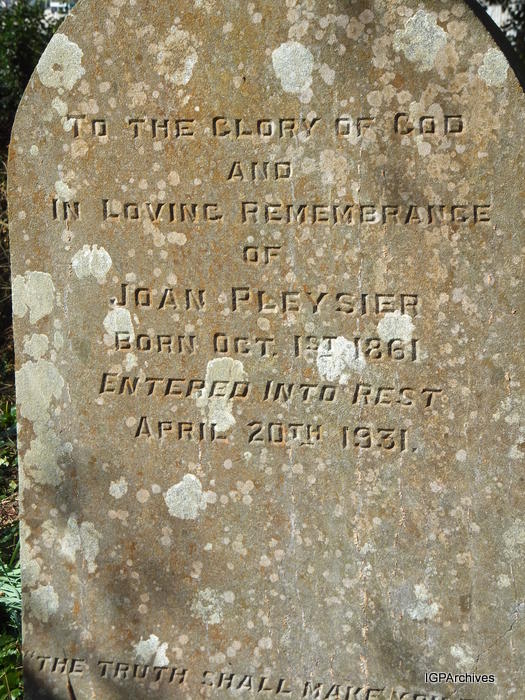 TO THE GLORY OF GOD
AND
IN LOVING REMEMBRANCE
OF
JOAN PLEYSIER
BORN OCT. 1ST 1861
ENTERED INTO REST
APRIL 20TH 1931.
"THE TRUTH SHALL MAKE
IGPArchives